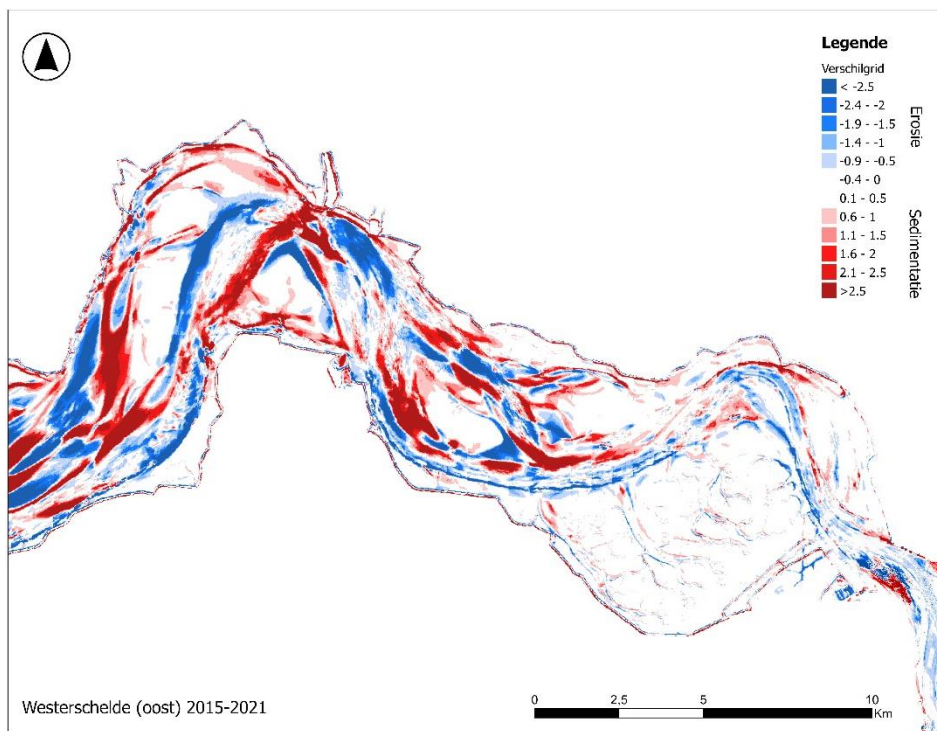 Legende
Verschilgrid
< -2.5
-2.4 - -2
-1.9 - -1.5
-1.4 - -1
-0.9 - -0.5
-0.4 - 0
0.1 - 0.5
0.6 - 1
1.1 - 1.5
1.6 - 2
2.1 - 2.5
>2.5
Erosie
Sedimentatie
Westerschelde (oost) 2015-2021
0 2,5 5 10
Km